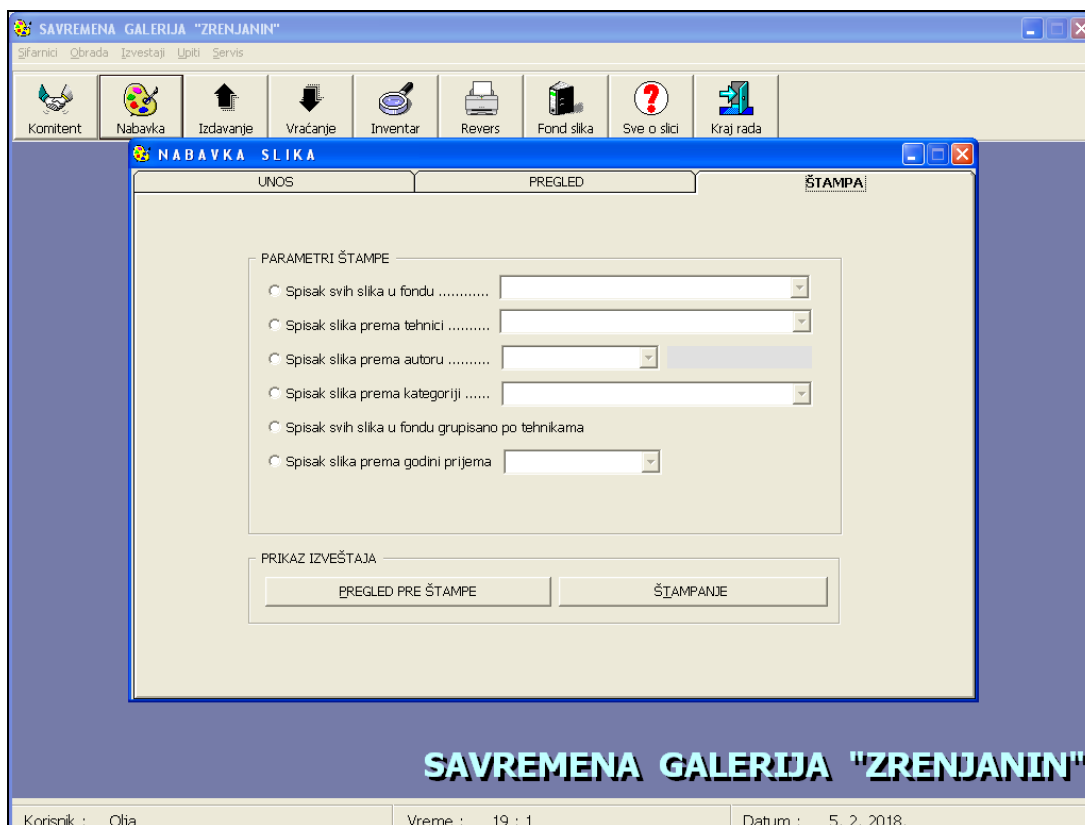 SAVREMENA GALERIJA "ZRENJANIN"
Sifarnici Obrada Izvestaji Upiti Servis
Komitent Nabavka Izdavanje Vraćanje Inventar Revers Fond slika Sve o slici Kraj rada
NABAVKA SLIKA
UNOS PREGLED ŠTAMPA
PARAMETRI ŠTAMPE
Spisak svih slika u fondu ............
Spisak slika prema tehnici ..........
Spisak slika prema autoru ..........
Spisak slika prema kategoriji ......
Spisak svih slika u fondu grupisano po tehnikama
Spisak slika prema godini prijema
PRIKAZ IZVEŠTAJA
PREGLED PRE ŠTAMPE ŠTAMPANJE
SAVREMENA GALERIJA "ZRENJANIN"
Korisnik : Olja Vreme : 19 : 1 Datum : 5. 2. 2018.